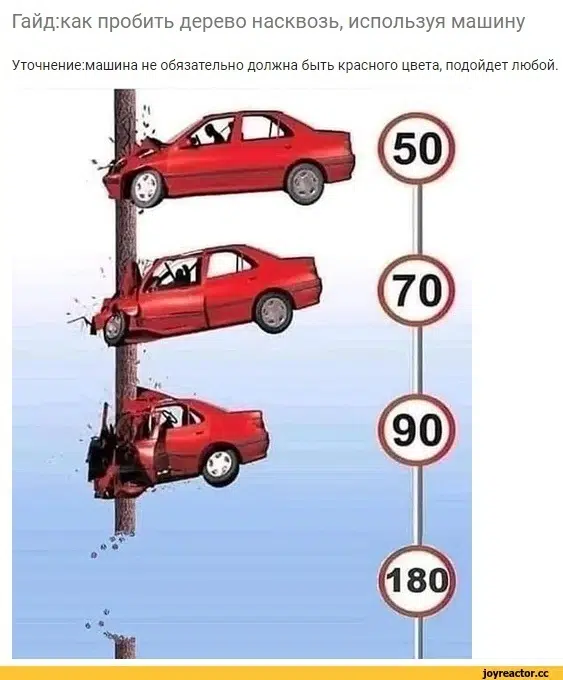 Гайд:как пробить дерево насквозь, используя машину
Уточнение:машина не обязательно должна быть красного цвета, подойдет любой.
50
70
90
180
joyreactor.cc